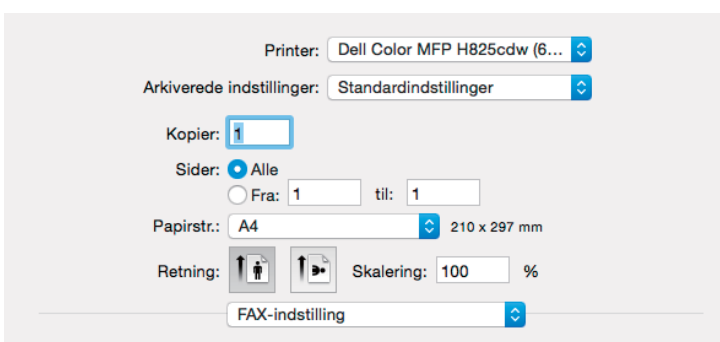 Printer: Dell Color MFP H825cdw (6...
Arkiverede indstillinger: Standardindstillinger
Kopier: 1
Sider: Alle
Fra: 1 til: 1
Papirstr.: A4 210 x 297 mm
Retning: Skalering: 100 %
FAX-indstilling